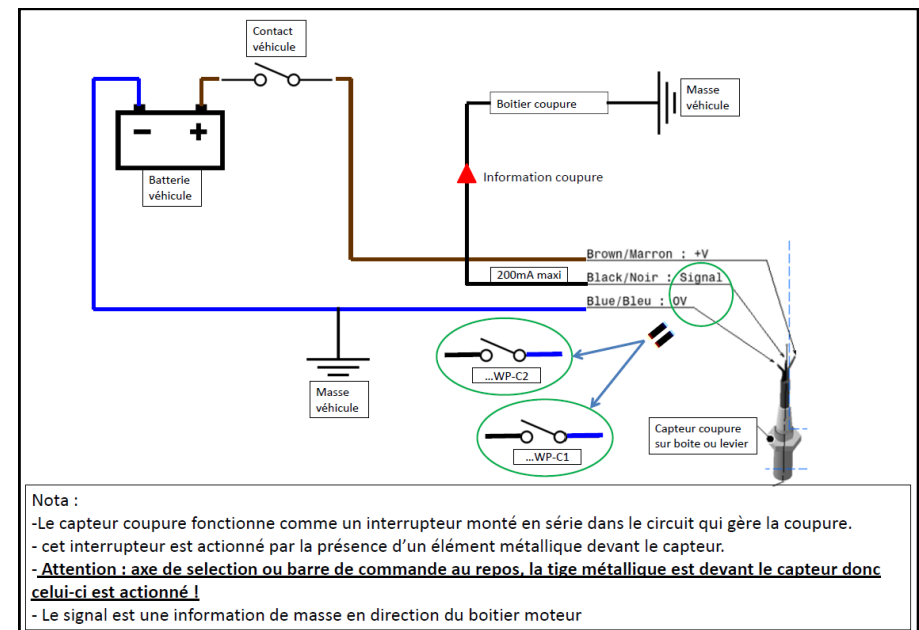 Contact
véhicule
Boitier coupure
Masse
véhicule
-
+
Batterie
véhicule
Information coupure
Brown/Marron : +V
200mA maxi
Black/Noir : Signal
Blue/Bleu : 0V
...WP-C2
Masse
véhicule
...WP-C1
Capteur coupure
sur boite ou levier
Nota :
-Le capteur coupure fonctionne comme un interrupteur monté en série dans le circuit qui gère la coupure.
- cet interrupteur est actionné par la présence d’un élément métallique devant le capteur.
- Attention : axe de selection ou barre de commande au repos, la tige métallique est devant le capteur donc
celui-ci est actionné !
- Le signal est une information de masse en direction du boitier moteur